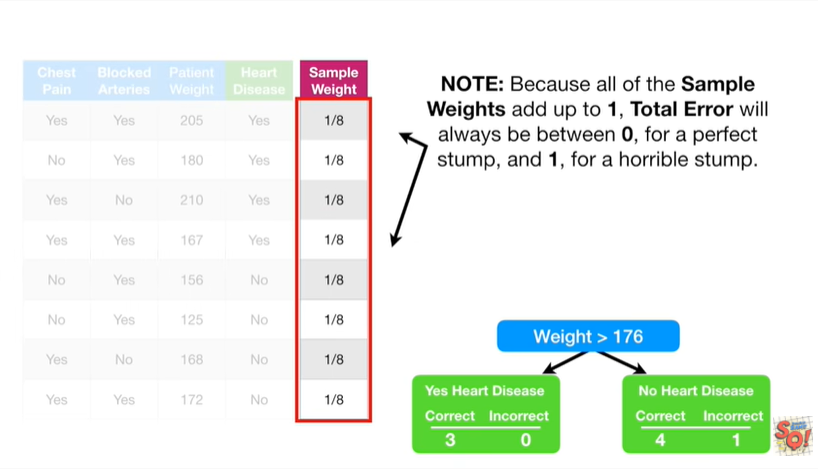 Chest Pain Blocked Arteries Patient Weight Heart Disease Sample Weight
Yes Yes 205 Yes 1/8
No Yes 180 Yes 1/8
Yes No 210 Yes 1/8
Yes Yes 167 Yes 1/8
No Yes 156 No 1/8
No Yes 125 No 1/8
Yes No 168 No 1/8
Yes Yes 172 No 1/8
NOTE: Because all of the Sample
Weights add up to 1, Total Error will
always be between 0, for a perfect
stump, and 1, for a horrible stump.
Weight > 176
Yes Heart Disease
Correct Incorrect
3 0
No Heart Disease
Correct Incorrect
4 1
SQ!